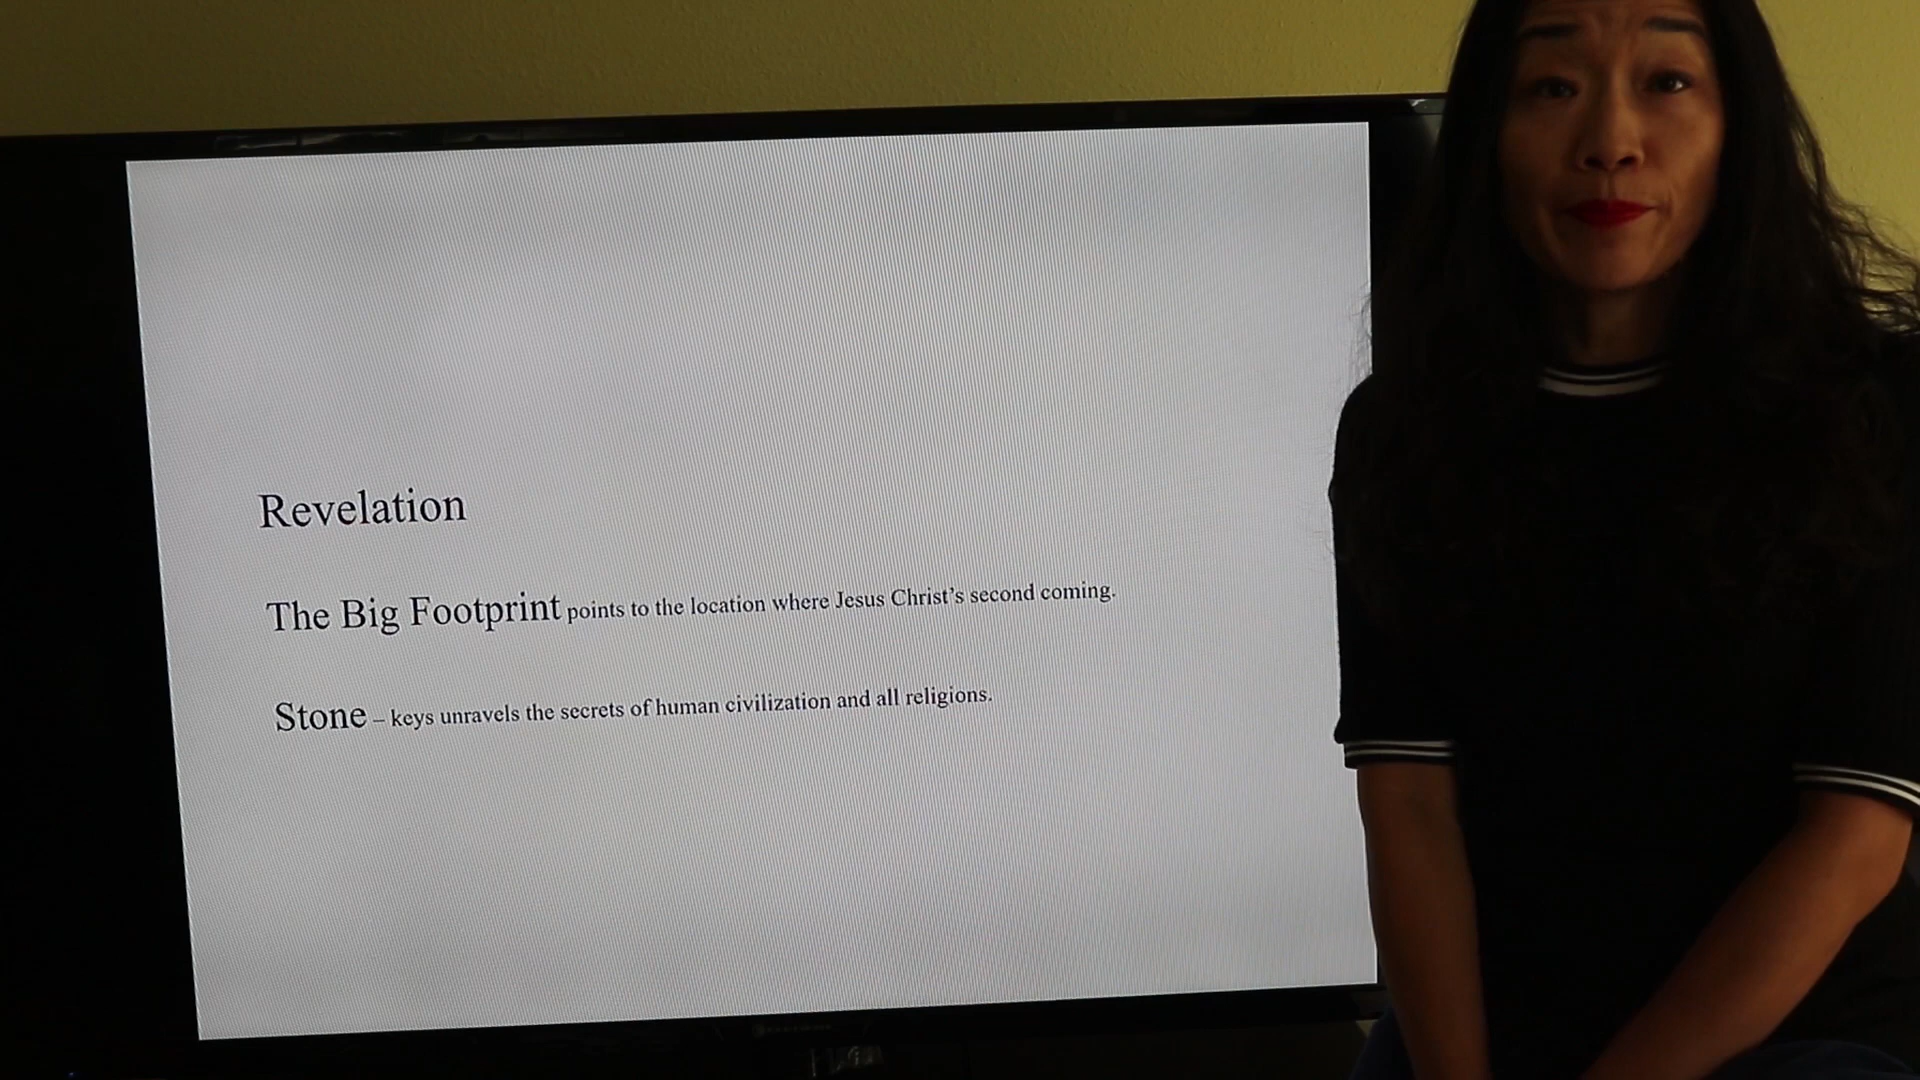 Revelation
The Big Footprint points to the location where Jesus Christ's second coming.
Stone – keys unravels the secrets of human civilization and all religions.